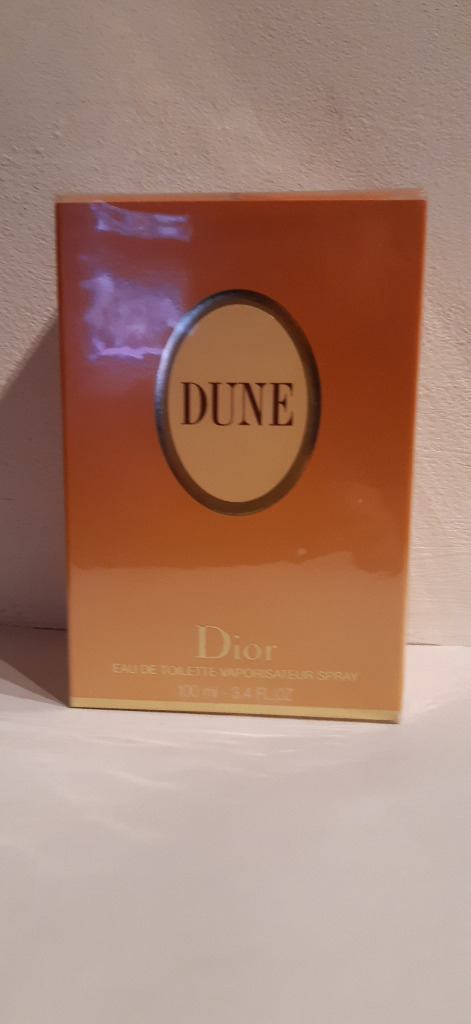 DUNE
Dior
EAU DE TOILETTE VAPORISATEUR SPRAY
100 ml - 3.4 FL.OZ